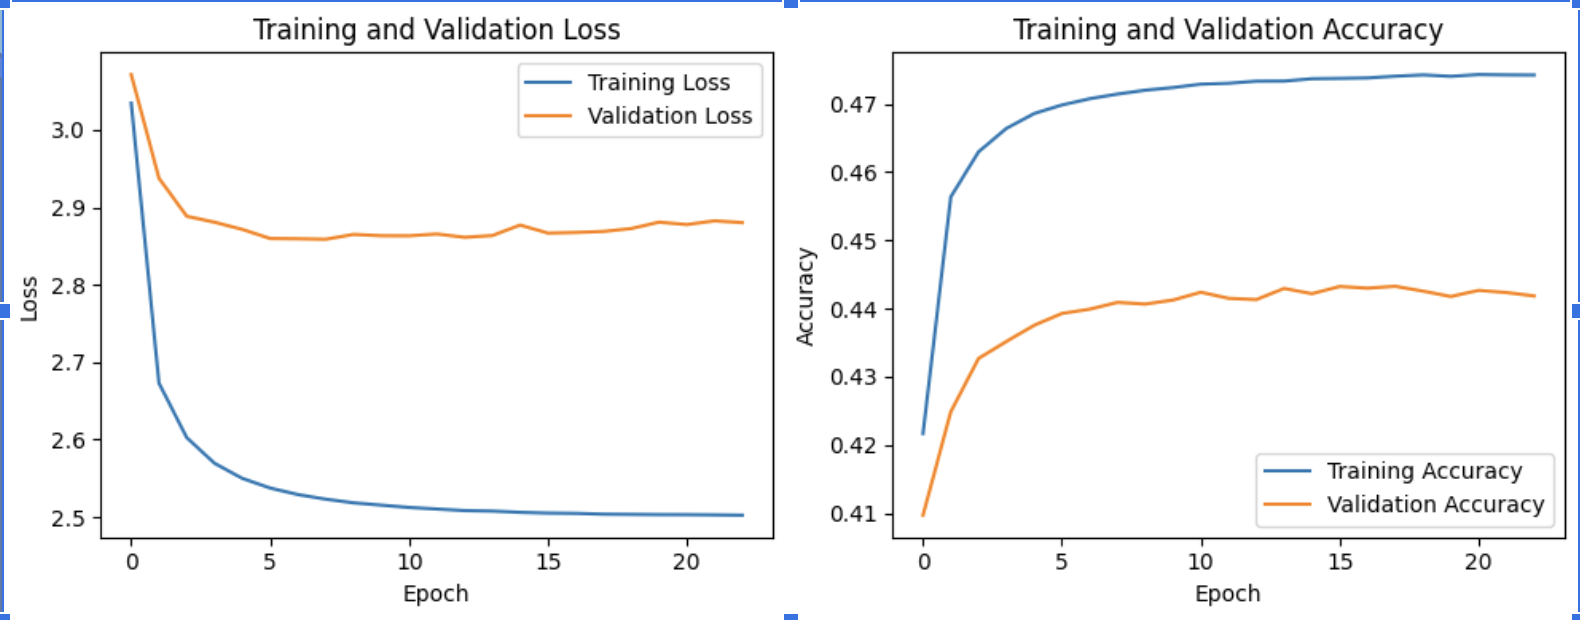 Training and Validation Loss
Training Loss
Validation Loss
3.0
2.9
2.8
2.7
2.6
2.5
Loss
0 5 10 15 20
Epoch
Training and Validation Accuracy
0.47
0.46
0.45
0.44
0.43
0.42
0.41
Accuracy
Training Accuracy
Validation Accuracy
0 5 10 15 20
Epoch